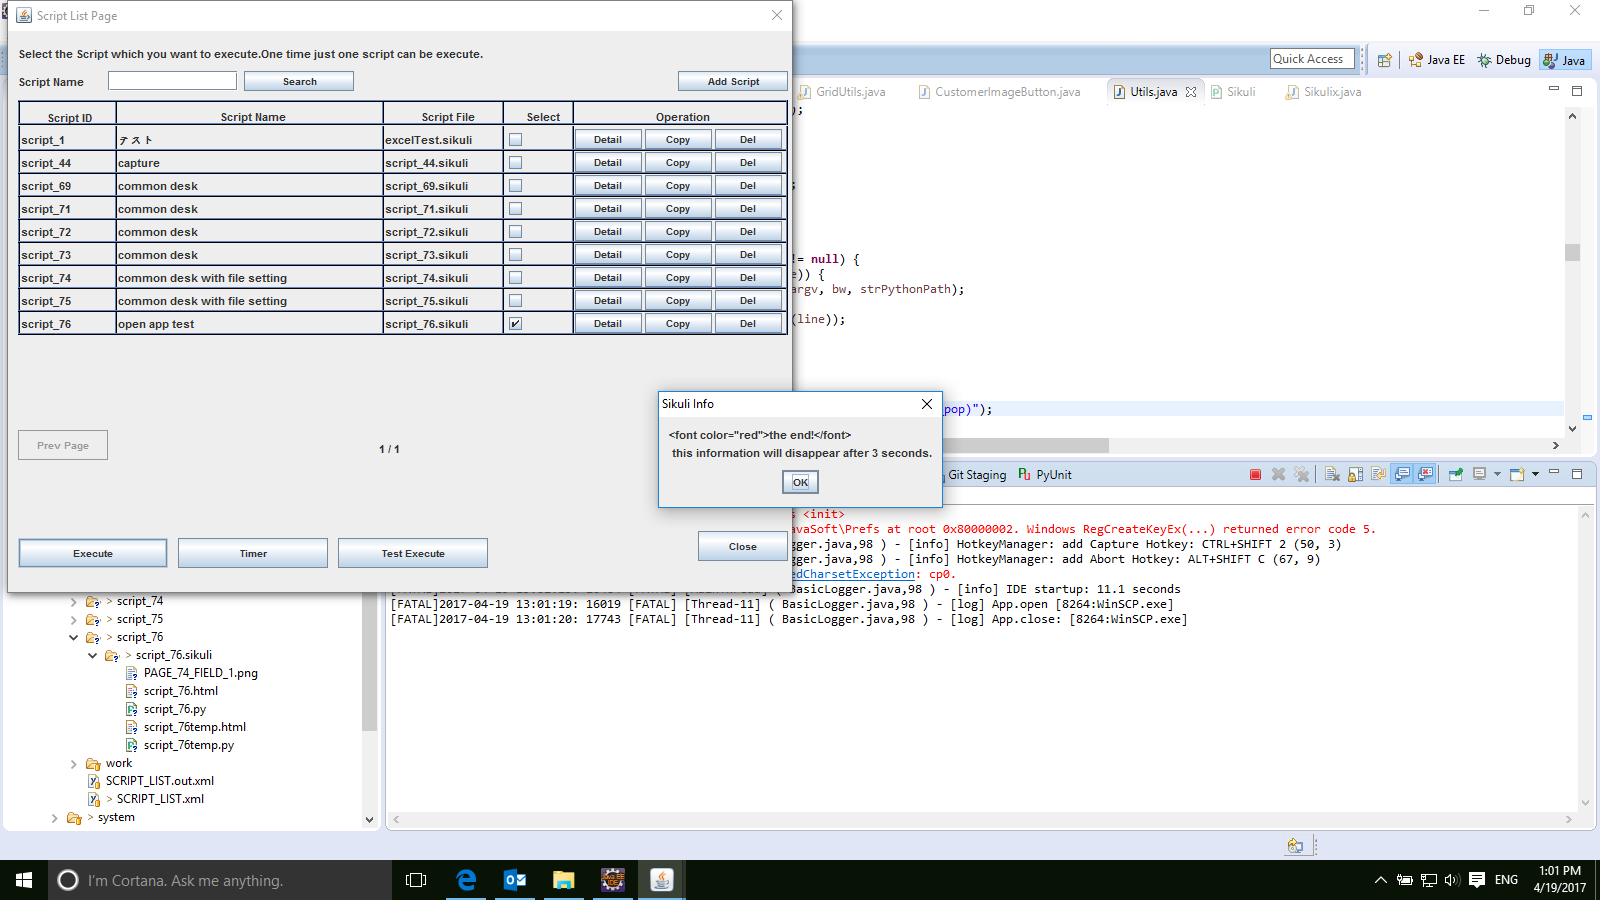 Script List Page
Select the Script which you want to execute.One time just one script can be execute.
Script Name Search Add Script
Script ID Script Name Script File Select Operation
script_1 テスト excelTest.sikuli Detail Copy Del
script_44 capture script_44.sikuli Detail Copy Del
script_69 common desk script_69.sikuli Detail Copy Del
script_71 common desk script_71.sikuli Detail Copy Del
script_72 common desk script_72.sikuli Detail Copy Del
script_73 common desk script_73.sikuli Detail Copy Del
script_74 common desk with file setting script_74.sikuli Detail Copy Del
script_75 common desk with file setting script_75.sikuli Detail Copy Del
script_76 open app test script_76.sikuli Detail Copy Del
Prev Page 1 / 1
Execute Timer Test Execute Close
Sikuli Info
<font color="red">the end!</font>
this information will disappear after 3 seconds.
OK
Quick Access Java EE Debug Java
GridUtils.java CustomerImageButton.java Utils.java Sikuli Sikulix.java
);
;
!= null) {
)) {
argv, bw, strPythonPath);
(line));
pop)");
Git Staging PyUnit
<init>
avaSoft\Prefs at root 0x80000002. Windows RegCreateKeyEx(...) returned error code 5.
gger.java,98 ) - [info] HotkeyManager: add Capture Hotkey: CTRL+SHIFT 2 (50, 3)
gger.java,98 ) - [info] HotkeyManager: add Abort Hotkey: ALT+SHIFT C (67, 9)
edCharsetException: cp0.
BasicLogger.java,98 ) - [info] IDE startup: 11.1 seconds
[FATAL]2017-04-19 13:01:19: 16019 [FATAL] [Thread-11] ( BasicLogger.java,98 ) - [log] App.open [8264:WinSCP.exe]
[FATAL]2017-04-19 13:01:20: 17743 [FATAL] [Thread-11] ( BasicLogger.java,98 ) - [log] App.close: [8264:WinSCP.exe]
> script_74
> script_75
> script_76
> script_76.sikuli
PAGE_74_FIELD_1.png
script_76.html
script_76.py
script_76temp.html
script_76temp.py
work
SCRIPT_LIST.out.xml
> SCRIPT_LIST.xml
> system
I'm Cortana. Ask me anything.
ENG
1:01 PM
4/19/2017